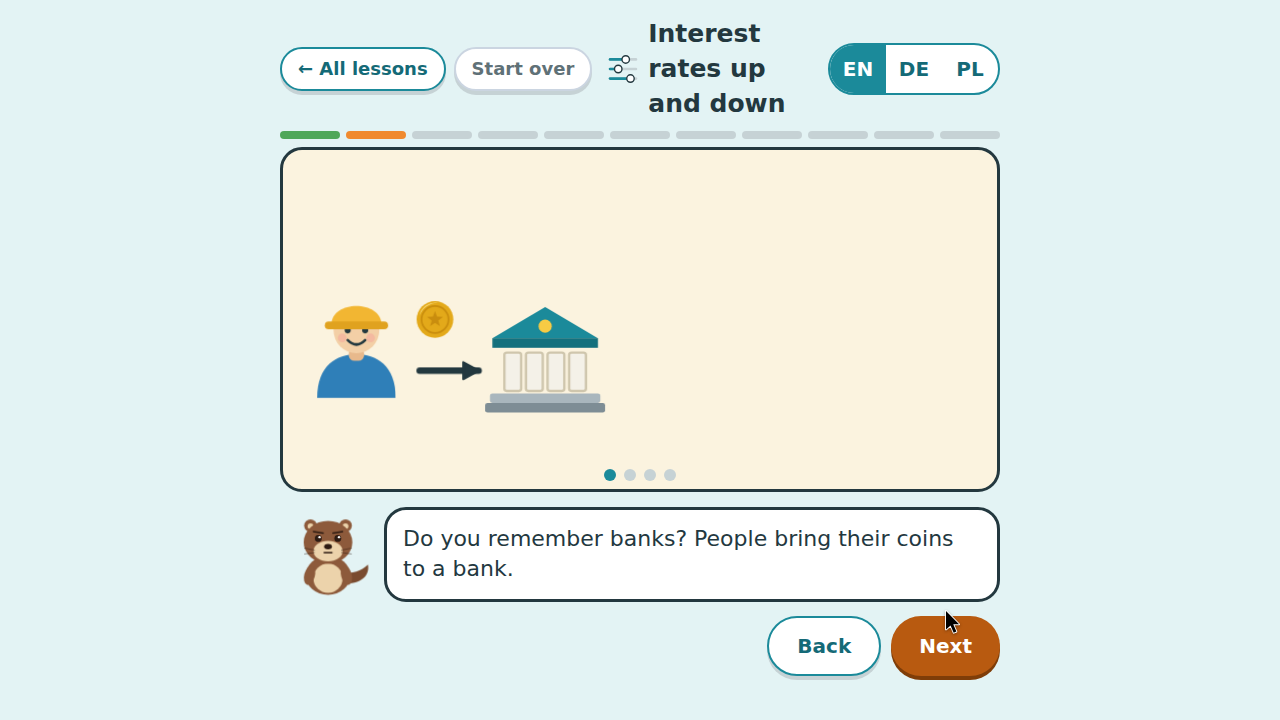 ← All lessons
Start over
Interest
rates up
and down
EN
DE
PL
Do you remember banks? People bring their coins
to a bank.
Back
Next